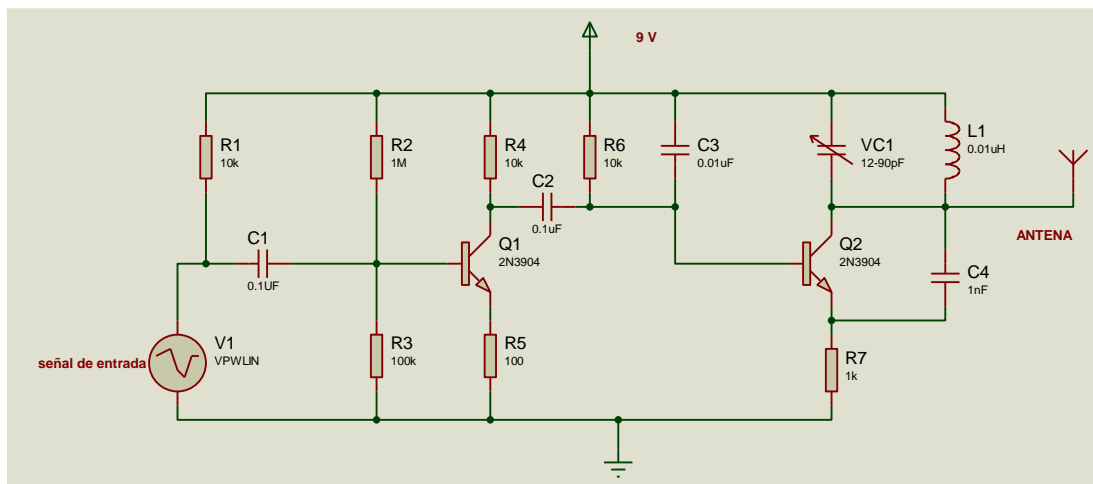 9 V
R1
10k
R2
1M
R4
10k
R6
10k
C3
0.01uF
VC1
12-90pF
L1
0.01uH
C2
0.1uF
ANTENA
C1
0.1UF
Q1
2N3904
Q2
2N3904
C4
1nF
señal de entrada
V1
VPWLIN
R3
100k
R5
100
R7
1k